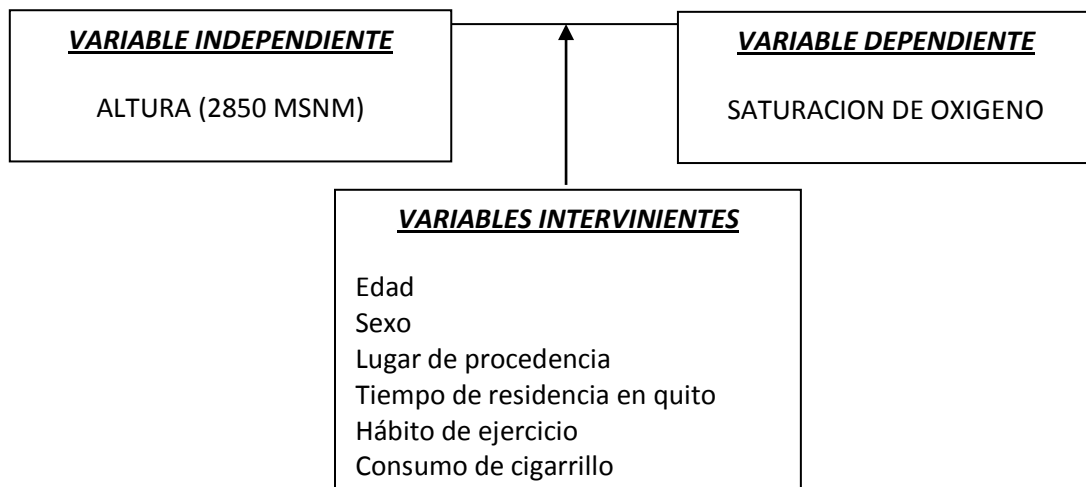 VARIABLE INDEPENDIENTE
ALTURA (2850 MSNM)
VARIABLE DEPENDIENTE
SATURACION DE OXIGENO
VARIABLES INTERVINIENTES
Edad
Sexo
Lugar de procedencia
Tiempo de residencia en quito
Hábito de ejercicio
Consumo de cigarrillo